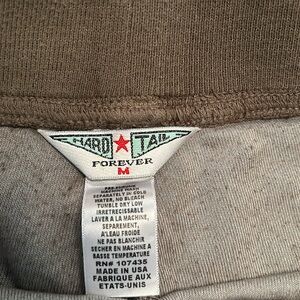 HARD TAIL
FOREVER
M
SEPARATELY IN COLD
WATER, NO BLEACH
TUMBLE DRY LOW
IRRETRECISSABLE
LAVER A LA MACHINE,
SEPAREMENT,
A'LEAU FROIDE
NE PAS BLANCHIR
SECHER EN MACHINE A
BASSE TEMPERATURE
RN# 107435
MADE IN USA
FABRIQUE AUX
ETATS-UNIS